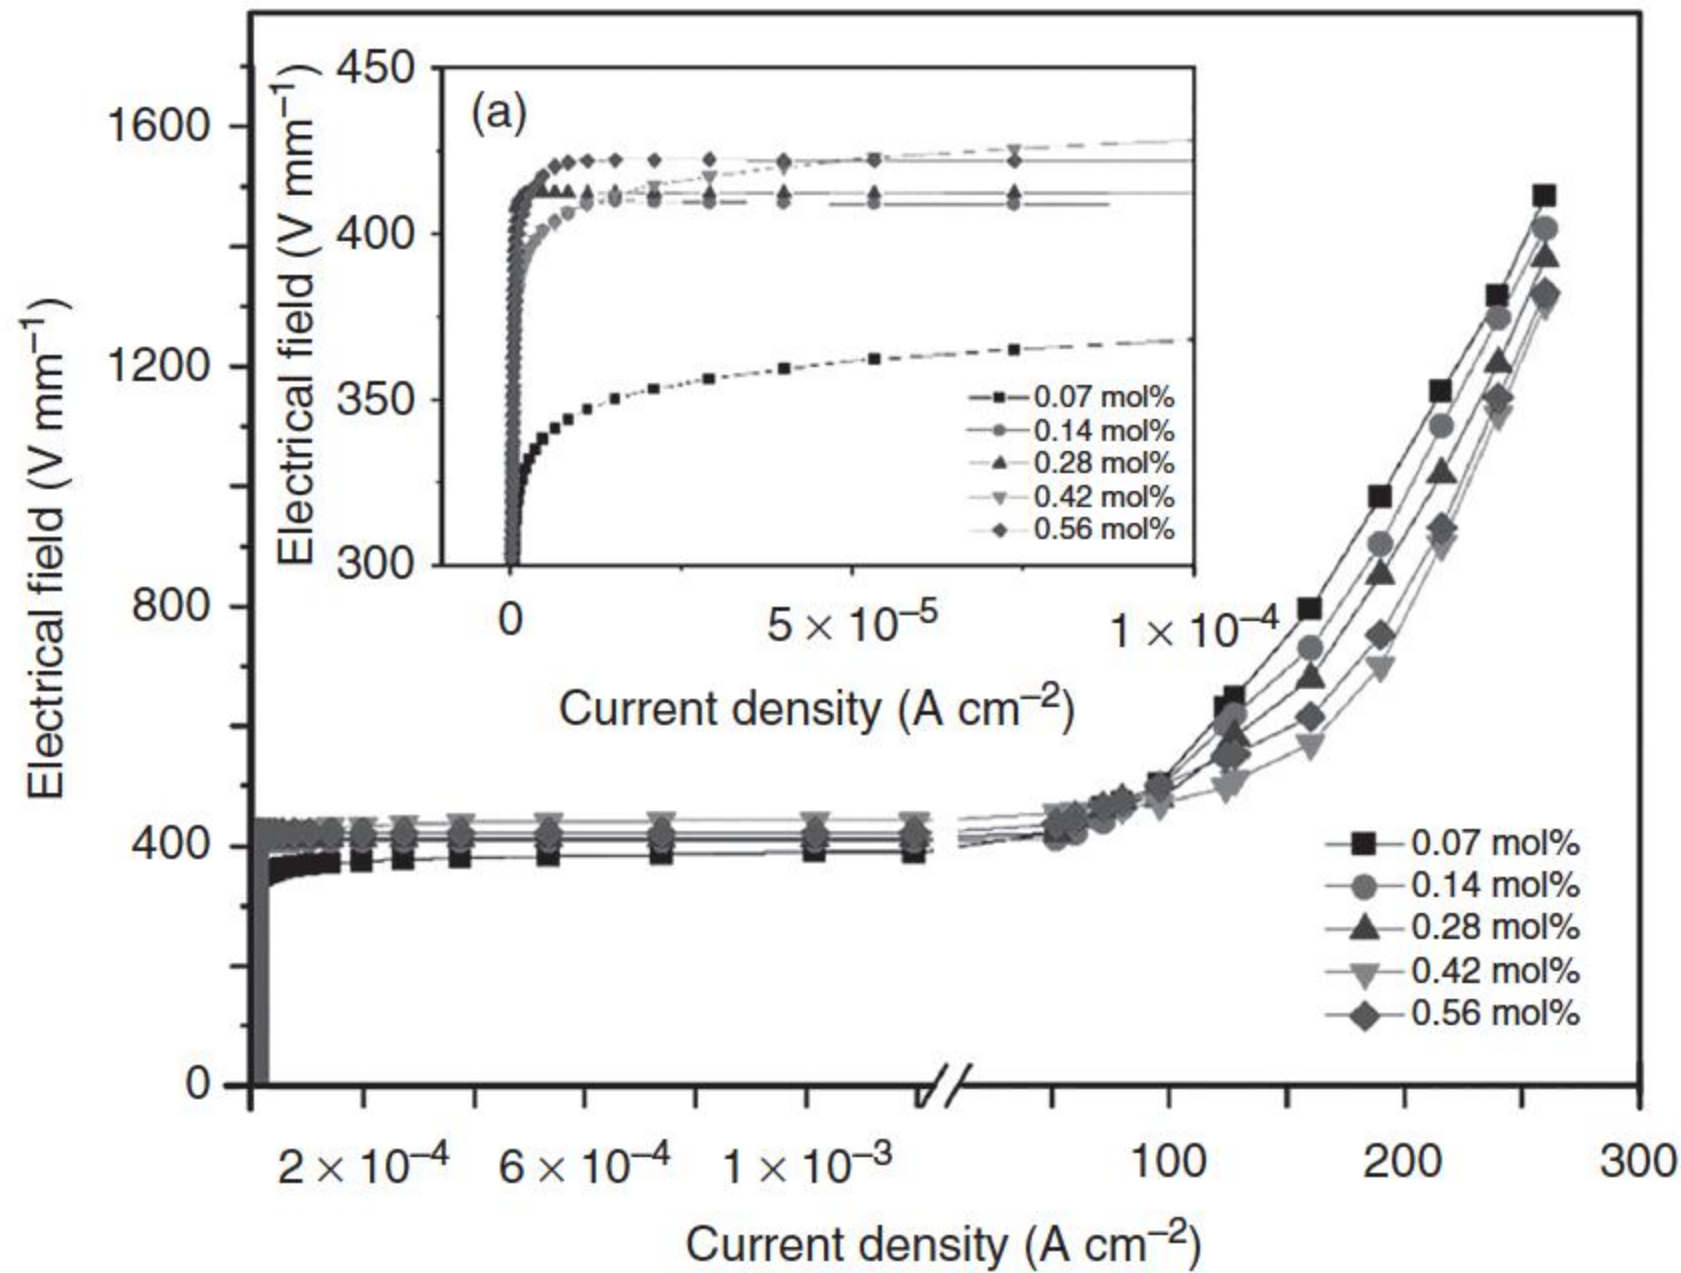 Electrical field (V mm⁻¹)
1600
1200
800
400
0
(a)
Electrical field (V mm⁻¹)
450
400
350
300
0.07 mol%
0.14 mol%
0.28 mol%
0.42 mol%
0.56 mol%
0 5 × 10⁻⁵ 1 × 10⁻⁴
Current density (A cm⁻²)
0.07 mol%
0.14 mol%
0.28 mol%
0.42 mol%
0.56 mol%
2 × 10⁻⁴ 6 × 10⁻⁴ 1 × 10⁻³ 100 200 300
Current density (A cm⁻²)